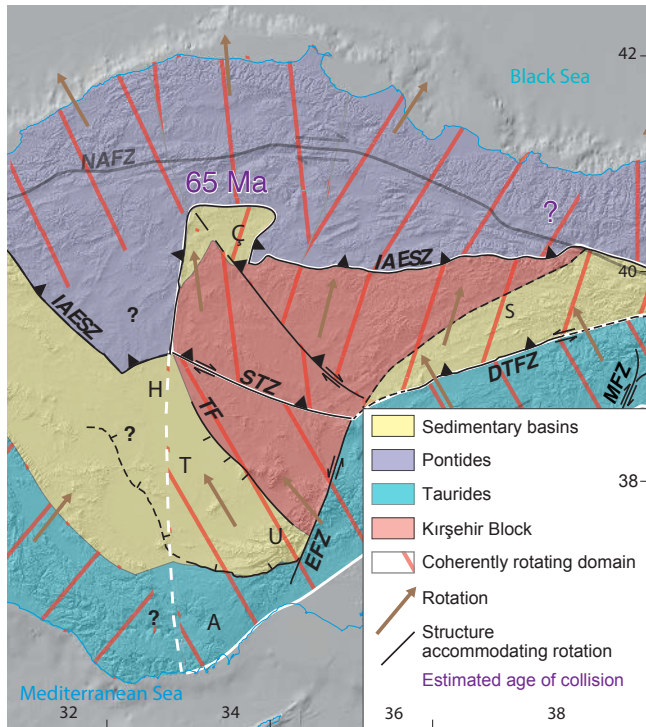 42
Black Sea
NAFZ
65 Ma
?
Ç
IAESZ
40
IAESZ
?
S
H
STZ
DTFZ
MFZ
TF
?
T
U
EFZ
38
?
A
Mediterranean Sea
32
34
36
38
Sedimentary basins
Pontides
Taurides
Kırşehir Block
Coherently rotating domain
Rotation
Structure
accommodating rotation
Estimated age of collision